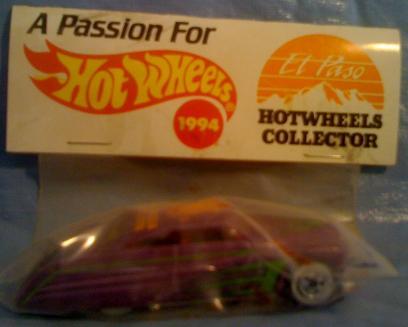 A Passion For
Hot Wheels®
1994
El Paso
HOTWHEELS
COLLECTOR